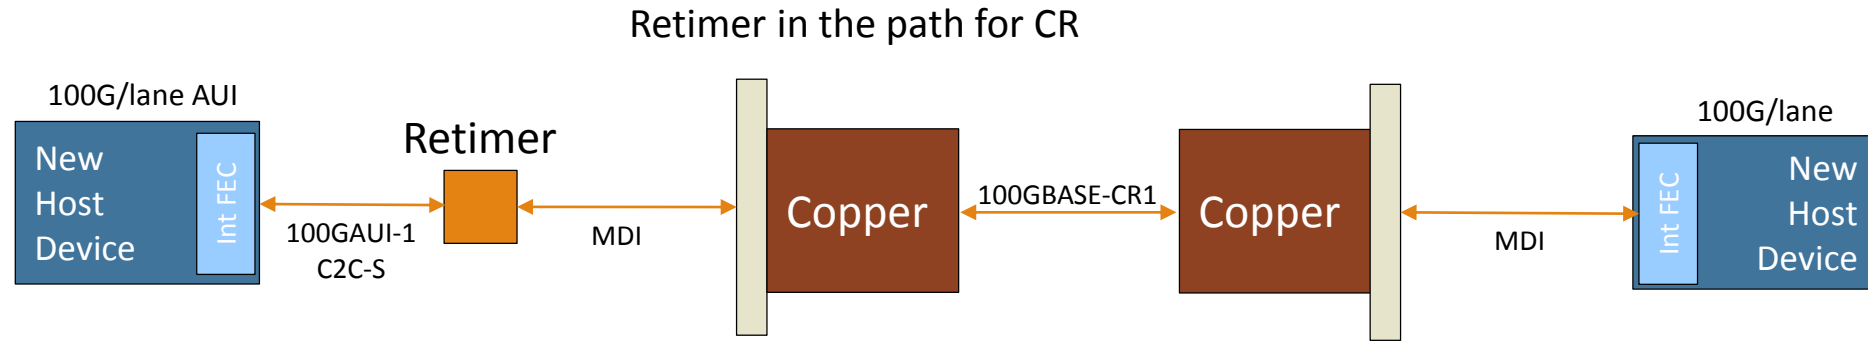 Retimer in the path for CR
100G/lane AUI
New
Host
Device
Int FEC
100GAUI-1
C2C-S
Retimer
MDI
Copper
100GBASE-CR1
Copper
MDI
100G/lane
Int FEC
New
Host
Device